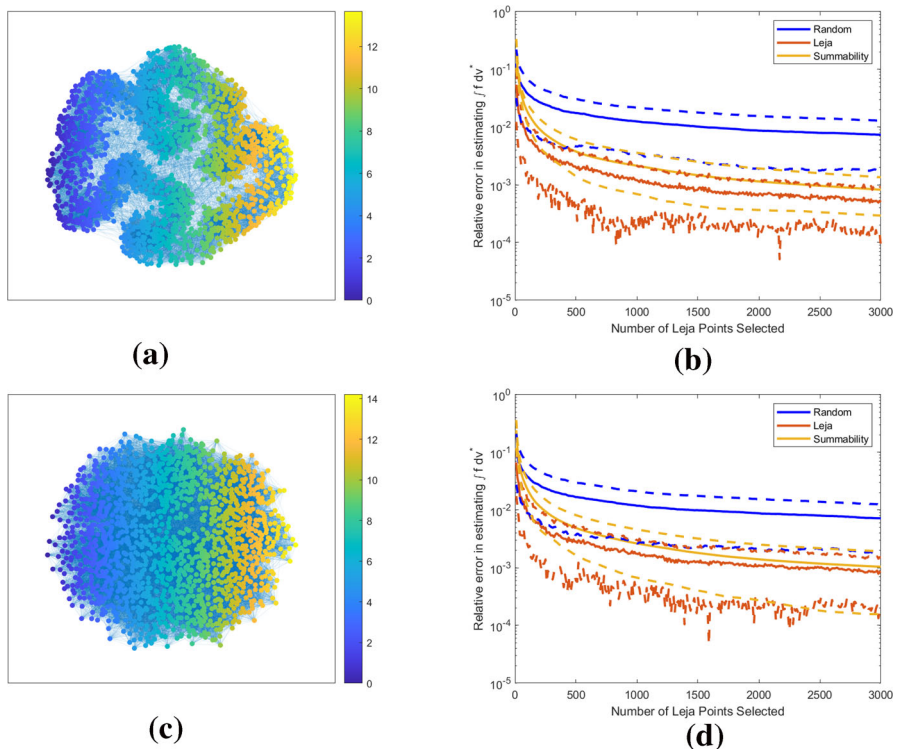 12
10
8
6
4
2
0
(a)
10^0
10^-1
10^-2
10^-3
10^-4
10^-5
Relative error in estimating ∫ f dν*
Random
Leja
Summability
0 500 1000 1500 2000 2500 3000
Number of Leja Points Selected
(b)
14
12
10
8
6
4
2
0
(c)
10^0
10^-1
10^-2
10^-3
10^-4
10^-5
Relative error in estimating ∫ f dν*
Random
Leja
Summability
0 500 1000 1500 2000 2500 3000
Number of Leja Points Selected
(d)